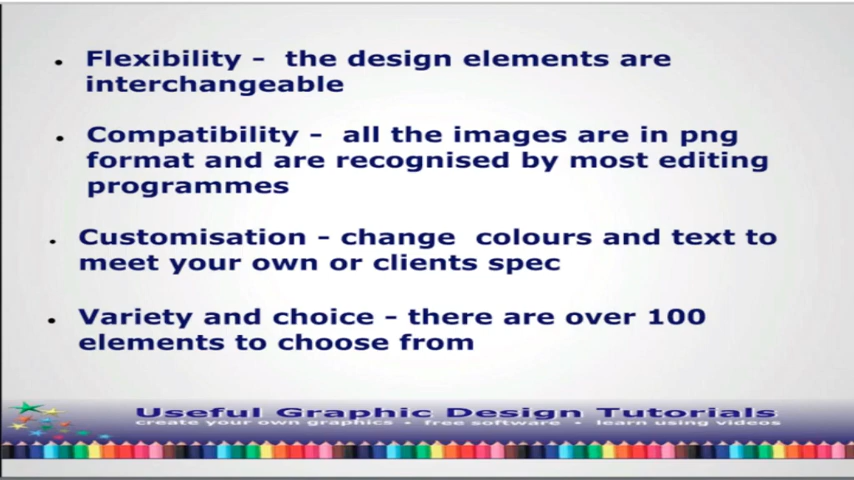 • Flexibility - the design elements are
interchangeable
• Compatibility - all the images are in png
format and are recognised by most editing
programmes
• Customisation - change colours and text to
meet your own or clients spec
• Variety and choice - there are over 100
elements to choose from
Useful Graphic Design Tutorials
create your own graphics • free software • learn using videos